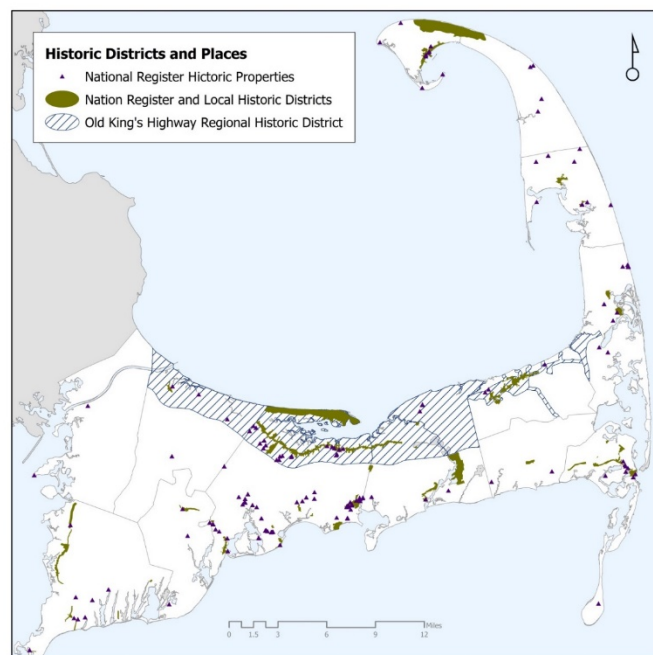 Historic Districts and Places
National Register Hictoric Properties
Nation Register and Local Historic Districts
Old King's Highway Regional Historic District
0 1.5 3 6 9 12
Miles